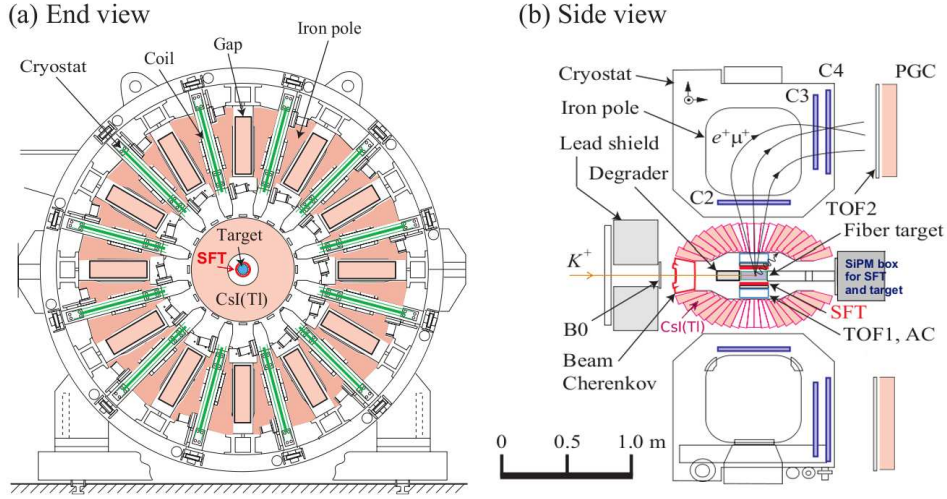 (a) End view
Cryostat
Coil
Gap
Iron pole
Target
SFT
CsI(Tl)
(b) Side view
Cryostat
Iron pole
Lead shield
Degrader
K+
B0
Beam
Cherenkov
e+μ+
C2
C3
C4
PGC
TOF2
Fiber target
SiPM box
for SFT
and target
SFT
TOF1, AC
CsI(Tl)
0 0.5 1.0 m